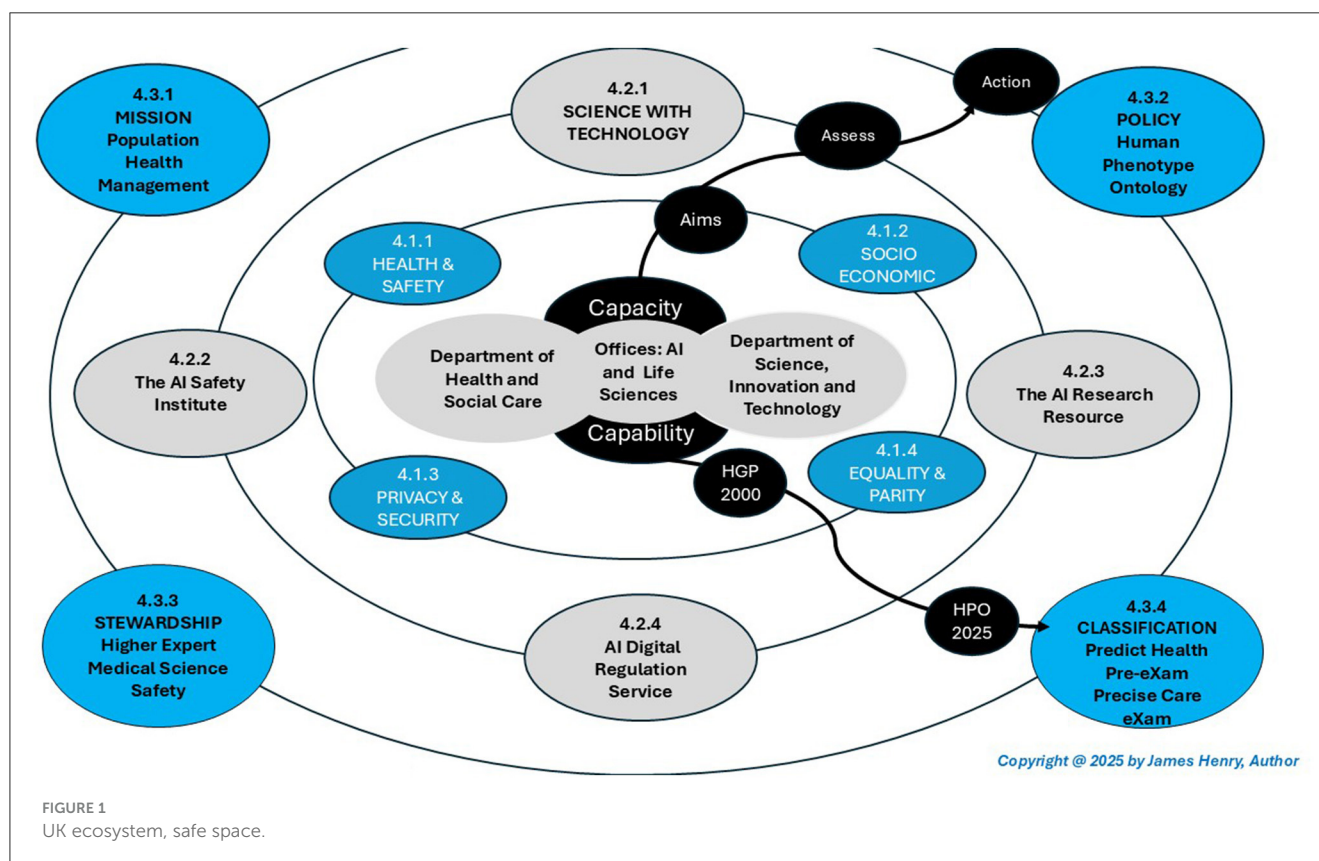 Action
4.3.1
MISSION
Population
Health
Management
4.2.1
SCIENCE WITH
TECHNOLOGY
Assess
4.3.2
POLICY
Human
Phenotype
Ontology
Aims
4.1.1
HEALTH &
SAFETY
4.1.2
SOCIO
ECONOMIC
Capacity
Department of
Health and
Social Care
Offices: AI
and Life
Sciences
Department of
Science,
Innovation and
Technology
Capability
4.2.2
The AI Safety
Institute
4.2.3
The AI Research
Resource
4.1.3
PRIVACY &
SECURITY
HGP
2000
4.1.4
EQUALITY &
PARITY
4.3.3
STEWARDSHIP
Higher Expert
Medical Science
Safety
4.2.4
AI Digital
Regulation
Service
HPO
2025
4.3.4
CLASSIFICATION
Predict Health
Pre-eXam
Precise Care
eXam
Copyright @ 2025 by James Henry, Author
FIGURE 1
UK ecosystem, safe space.